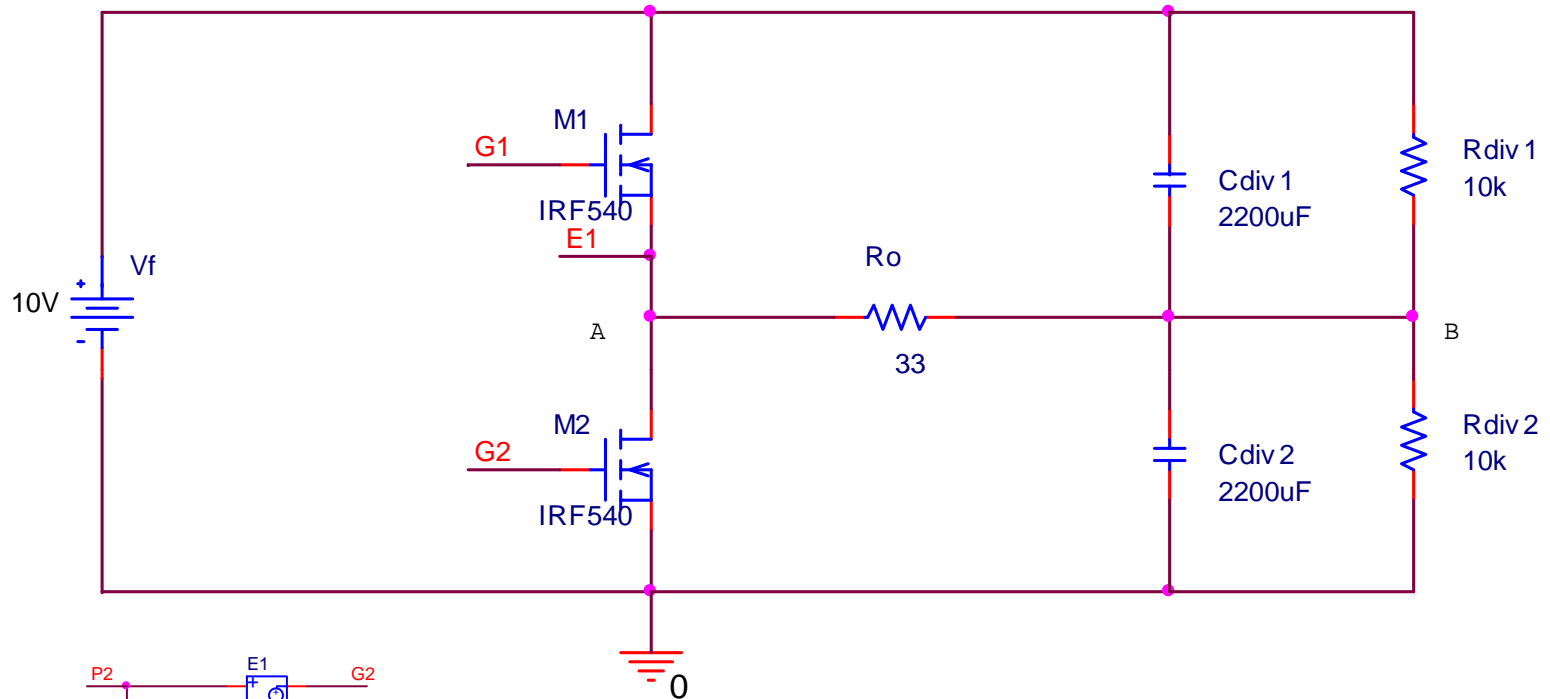 M1
G1
IRF540
E1
Cdiv1
2200uF
Rdiv1
10k
Vf
+
10V
-
Ro
A
33
B
M2
G2
IRF540
Cdiv2
2200uF
Rdiv2
10k
0
P2
E1
G2
+